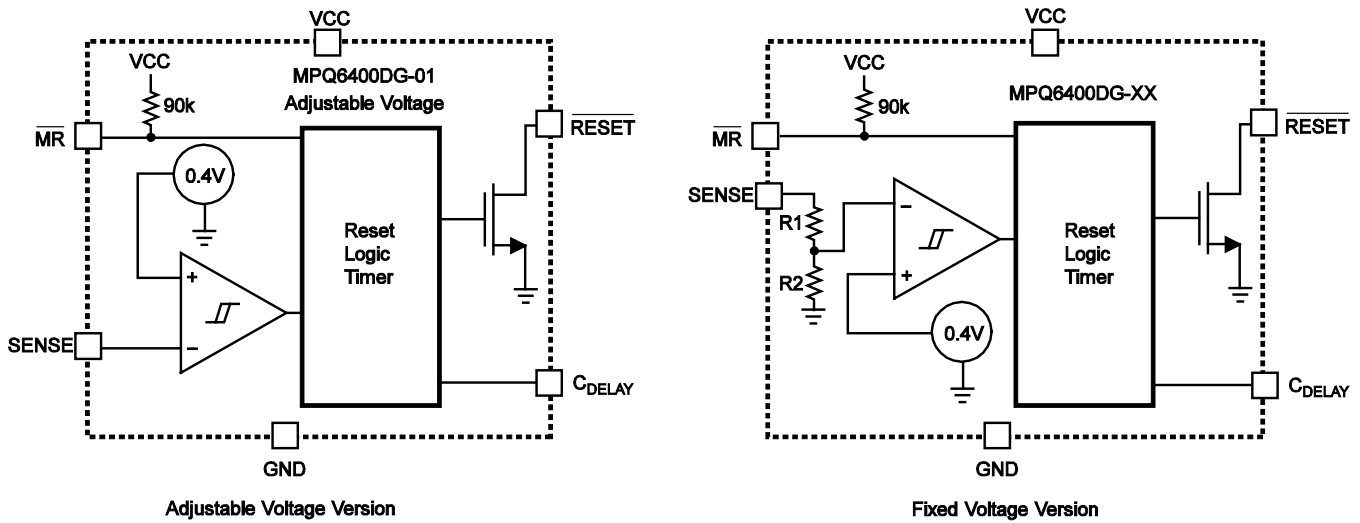 VCC
VCC
MPQ6400DG-01
Adjustable Voltage
90k
MR
RESET
0.4V
Reset
Logic
Timer
+
−
SENSE
CDELAY
GND
Adjustable Voltage Version
VCC
VCC
MPQ6400DG-XX
90k
MR
RESET
SENSE
R1
−
Reset
Logic
Timer
+
R2
0.4V
CDELAY
GND
Fixed Voltage Version